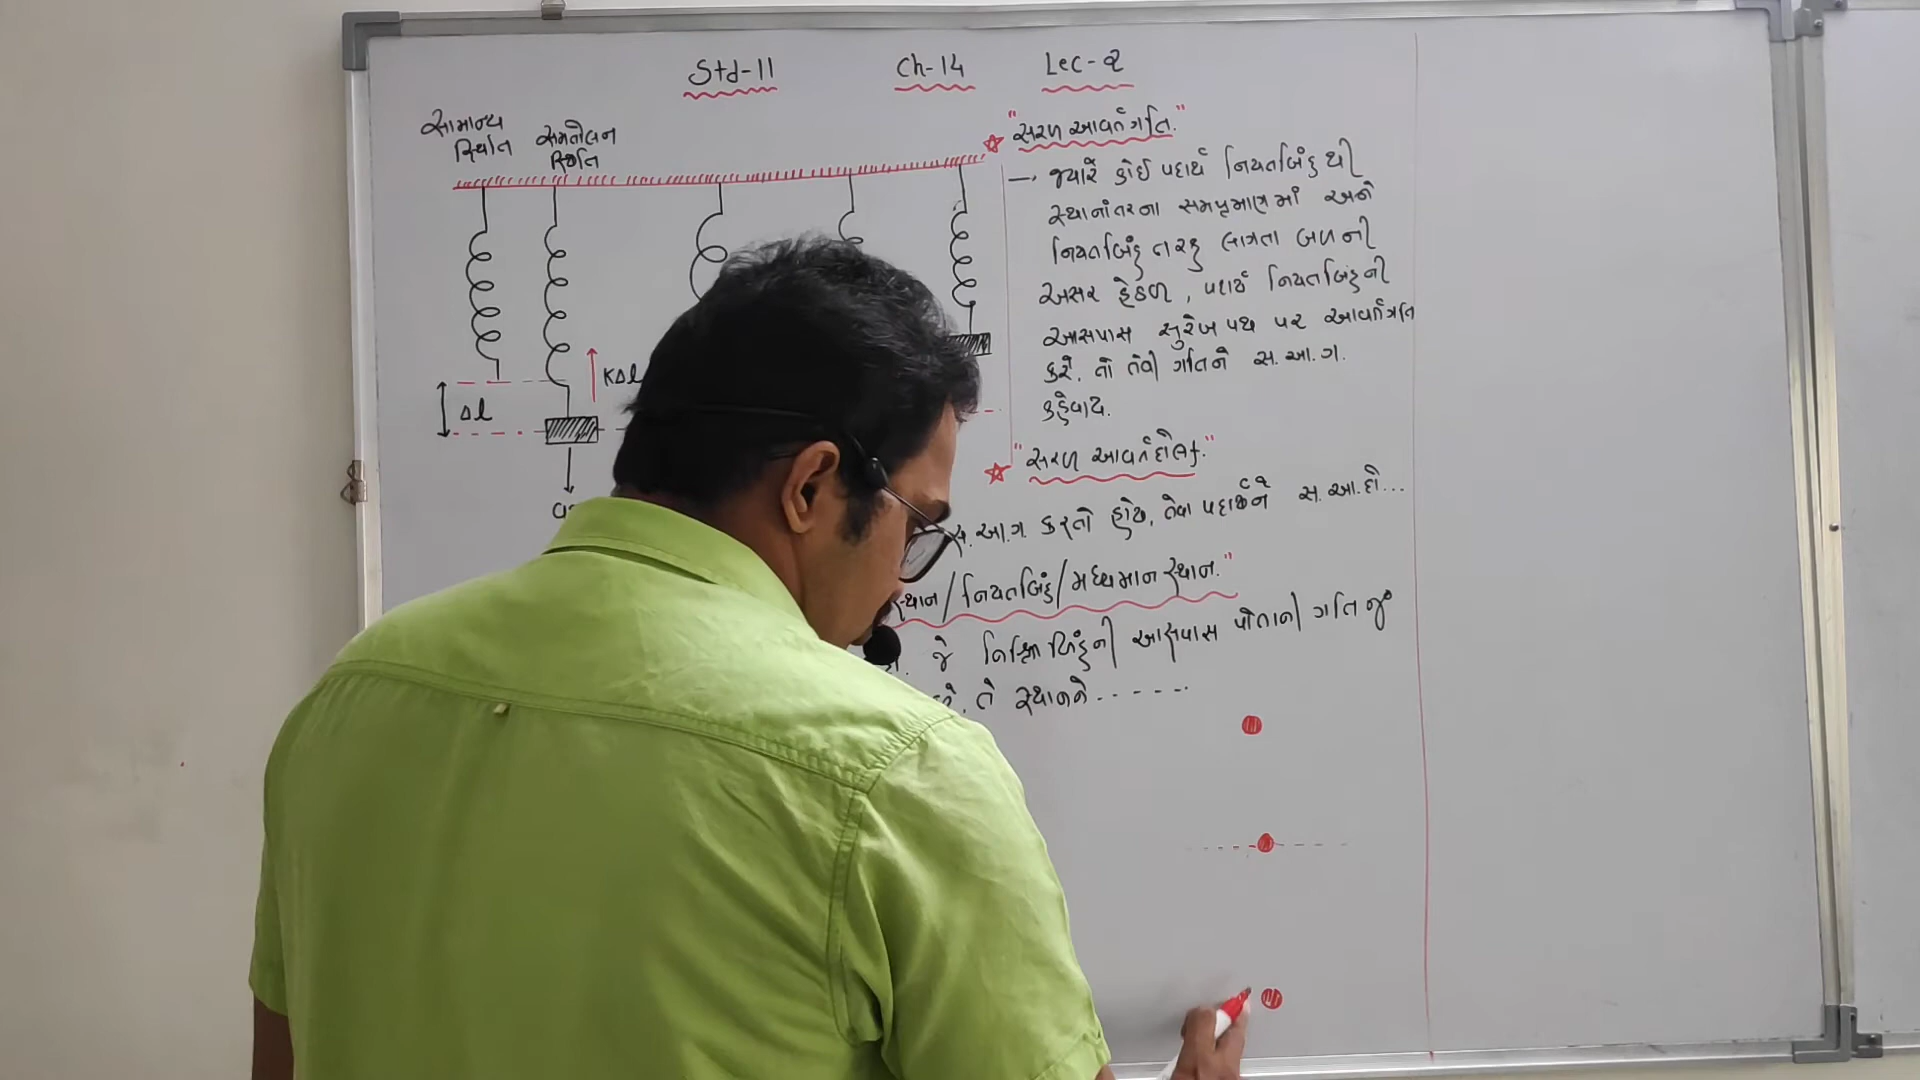 Std-11 Ch-14 Lec-2
સામાન્ય સ્થિતિ
સમતોલન સ્થિતિ
Δl
KΔl
"સરળ આવર્તગતિ."
→ જ્યારે કોઈ પદાર્થ નિયતબિંદુથી
સ્થાનાંતરના સમપ્રમાણમાં અને
નિયતબિંદુ તરફ લાગતા બળની
અસર હેઠળ, પદાર્થ નિયતબિંદુની
આસપાસ સુરેખ પથ પર આવર્તગતિ
કરે, તો તેવી ગતિને સ.આ.ગ.
કહેવાય.
"સરળ આવર્તદોલક."
સ.આ.ગ. કરતો હોય, તેવા પદાર્થને સ.આ.દો...
સ્થાન/નિયતબિંદુ/મધ્યમાન સ્થાન."
જે નિશ્ચિત બિંદુની આસપાસ પોતાની ગતિ
તે સ્થાનને.......